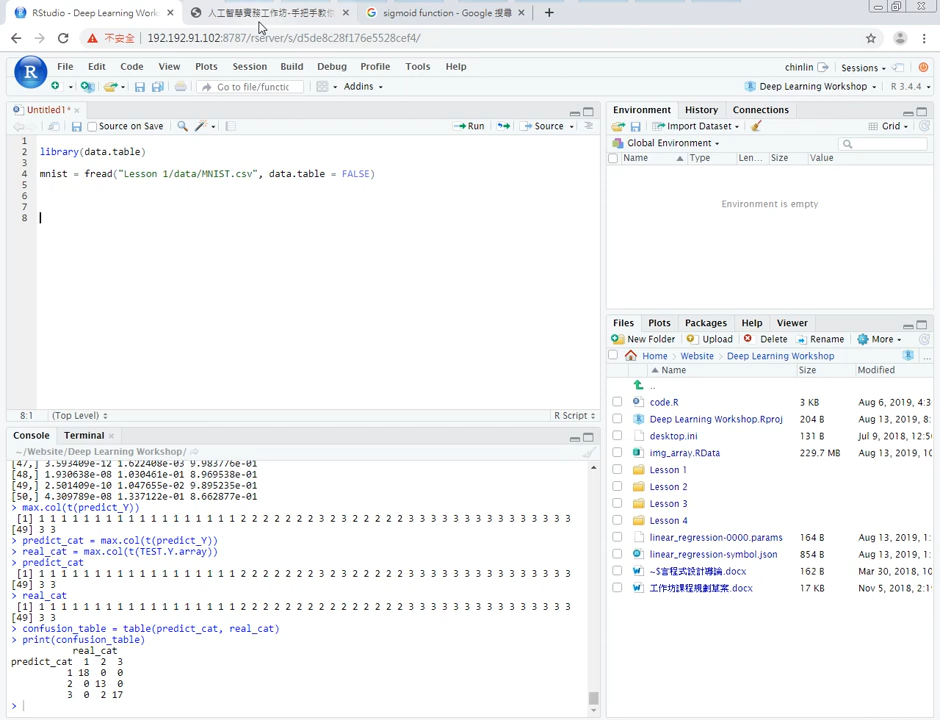 RStudio - Deep Learning Works
人工智慧實務工作坊-手把手教你
sigmoid function - Google 搜尋
不安全
192.192.91.102:8787/rserver/s/d5de8c28f176e5528cef4/
File Edit Code View Plots Session Build Debug Profile Tools Help
chinlin
Sessions
Go to file/functic
Addins
Deep Learning Workshop
R 3.4.4
Untitled1*
Source on Save
Run
Source
1
2 library(data.table)
3
4 mnist = fread("Lesson 1/data/MNIST.csv", data.table = FALSE)
5
6
7
8
8:1 (Top Level) R Script
Console Terminal
~/Website/Deep Learning Workshop/
[47,] 3.593409e-12 1.622408e-03 9.983776e-01
[48,] 1.930638e-08 1.030461e-01 8.969538e-01
[49,] 2.501409e-10 1.047655e-02 9.895235e-01
[50,] 4.309789e-08 1.337122e-01 8.662877e-01
> max.col(t(predict_Y))
[1] 1 1 1 1 1 1 1 1 1 1 1 1 1 1 1 1 1 1 2 2 2 2 2 2 2 3 2 3 2 2 2 2 2 3 3 3 3 3 3 3 3 3 3 3 3 3 3 3
[49] 3 3
> predict_cat = max.col(t(predict_Y))
> real_cat = max.col(t(TEST.Y.array))
> predict_cat
[1] 1 1 1 1 1 1 1 1 1 1 1 1 1 1 1 1 1 1 2 2 2 2 2 2 2 3 2 3 2 2 2 2 2 3 3 3 3 3 3 3 3 3 3 3 3 3 3 3
[49] 3 3
> real_cat
[1] 1 1 1 1 1 1 1 1 1 1 1 1 1 1 1 1 1 1 2 2 2 2 2 2 2 2 2 2 2 2 2 2 2 3 3 3 3 3 3 3 3 3 3 3 3 3 3 3
[49] 3 3
> confusion_table = table(predict_cat, real_cat)
> print(confusion_table)
real_cat
predict_cat 1 2 3
1 18 0 0
2 0 13 0
3 0 2 17
>
Environment History Connections
Import Dataset
Grid
Global Environment
Name Type Len... Size Value
Environment is empty
Files Plots Packages Help Viewer
New Folder Upload Delete Rename More
Home Website Deep Learning Workshop
...
Name Size Modified
..
code.R 3 KB Aug 6, 2019, 4:3
Deep Learning Workshop.Rproj 204 B Aug 13, 2019, 8:
desktop.ini 131 B Jul 9, 2018, 12:5
img_array.RData 229.7 MB Aug 13, 2019, 10
Lesson 1
Lesson 2
Lesson 3
Lesson 4
linear_regression-0000.params 164 B Aug 13, 2019, 1:
linear_regression-symbol.json 854 B Aug 13, 2019, 1:
~$言程式設計導論.docx 162 B Mar 30, 2018, 10
工作坊課程規劃草案.docx 17 KB Nov 5, 2018, 1: